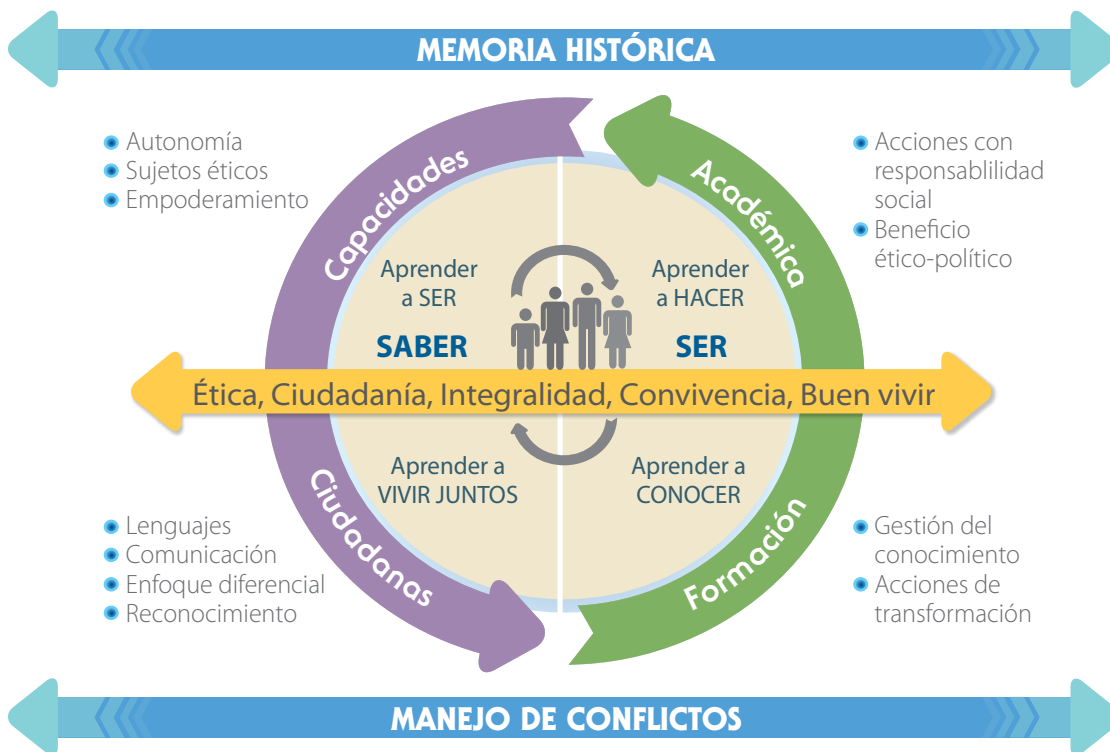 MEMORIA HISTÓRICA
Autonomía
Sujetos éticos
Empoderamiento
Capacidades
Académica
Acciones con
responsablilidad
social
Beneficio
ético-político
Aprender
a SER
SABER
Aprender
a HACER
SER
Ética, Ciudadanía, Integralidad, Convivencia, Buen vivir
Aprender a
VIVIR JUNTOS
Aprender a
CONOCER
Ciudadanas
Formación
Lenguajes
Comunicación
Enfoque diferencial
Reconocimiento
Gestión del
conocimiento
Acciones de
transformación
MANEJO DE CONFLICTOS